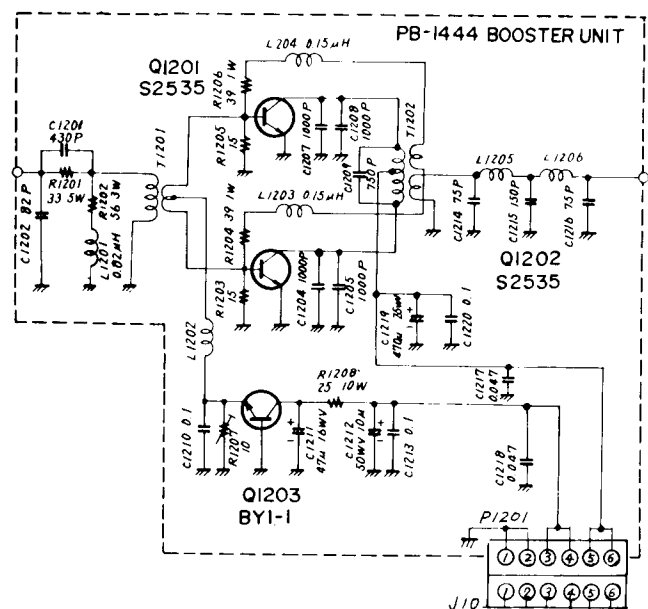 PB-1444 BOOSTER UNIT
L204 0.15µH
Q1201
S2535
R1206
39 1W
R1205
15
C1207 1000P
C1208
1000P
T1202
C1209
750P
C1201
430P
T1201
R1201
33 5W
R1202
56 3W
C1202 82P
L1201
0.02µH
L1203 0.15µH
R1204 39 1W
R1203
15
C1204 1000P
C1205
1000P
L1205
L1206
C1214 75P
C1215 150P
C1216 75P
Q1202
S2535
C1219
470µ 25WV
C1220 0.1
L1202
R1208
25 10W
C1217
0.047
C1210 0.1
R1207
10
C1211
47µ 16WV
C1212
50WV 10µ
C1213 0.1
C1218
0.047
Q1203
BY1-1
P1201
1 2 3 4 5 6
J10
1 2 3 4 5 6